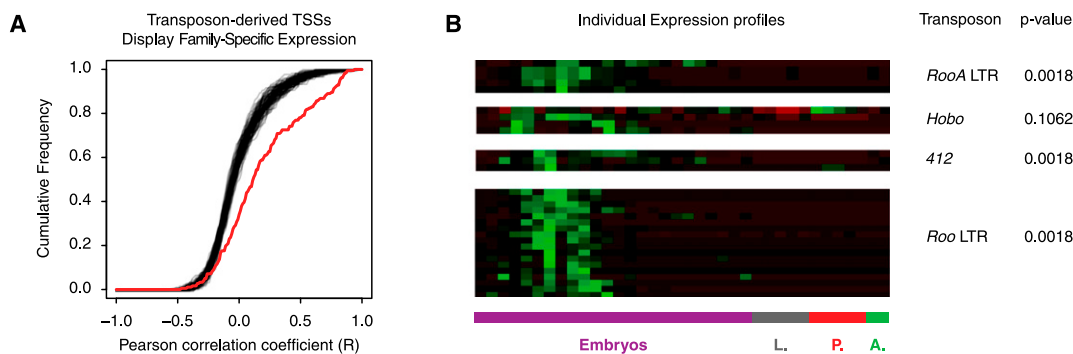 A
Transposon-derived TSSs
Display Family-Specific Expression
1.0
0.8
0.6
0.4
0.2
0.0
Cumulative Frequency
−1.0 −0.5 0.0 0.5 1.0
Pearson correlation coefficient (R)
B
Individual Expression profiles
Transposon p-value
RooA LTR 0.0018
Hobo 0.1062
412 0.0018
Roo LTR 0.0018
Embryos L. P. A.